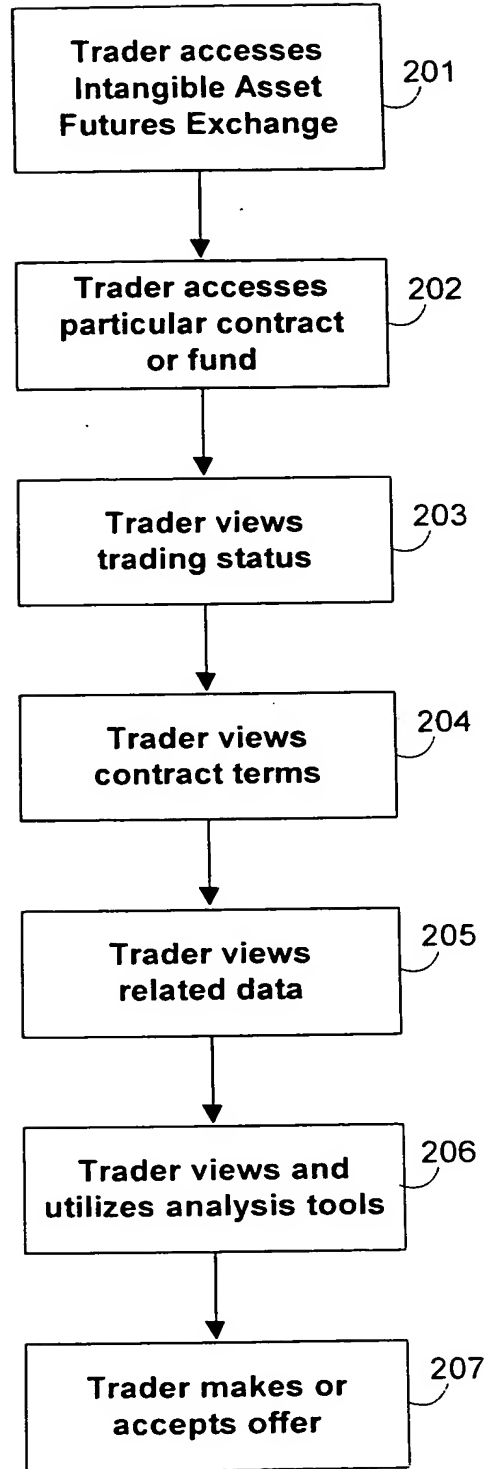 Trader accesses
Intangible Asset
Futures Exchange
201
Trader accesses
particular contract
or fund
202
Trader views
trading status
203
Trader views
contract terms
204
Trader views
related data
205
Trader views and
utilizes analysis tools
206
Trader makes or
accepts offer
207